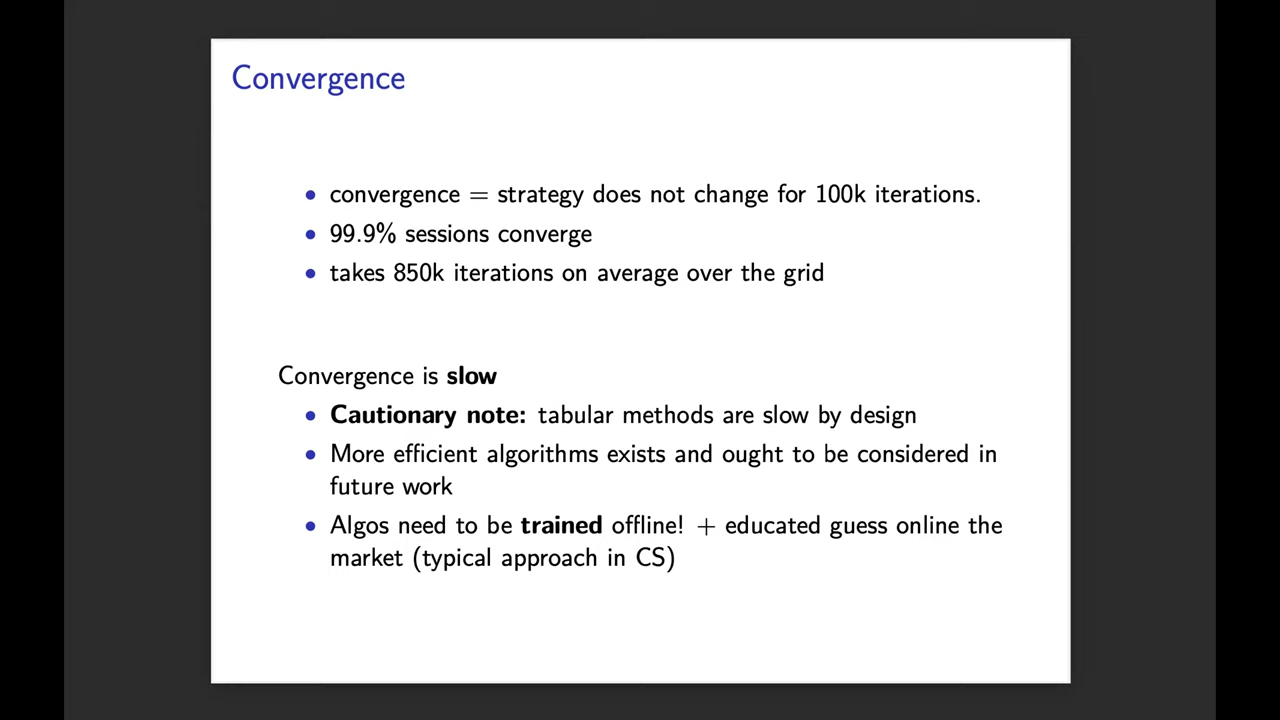 Convergence
• convergence = strategy does not change for 100k iterations.
• 99.9% sessions converge
• takes 850k iterations on average over the grid
Convergence is slow
• Cautionary note: tabular methods are slow by design
• More efficient algorithms exists and ought to be considered in
future work
• Algos need to be trained offline! + educated guess online the
market (typical approach in CS)